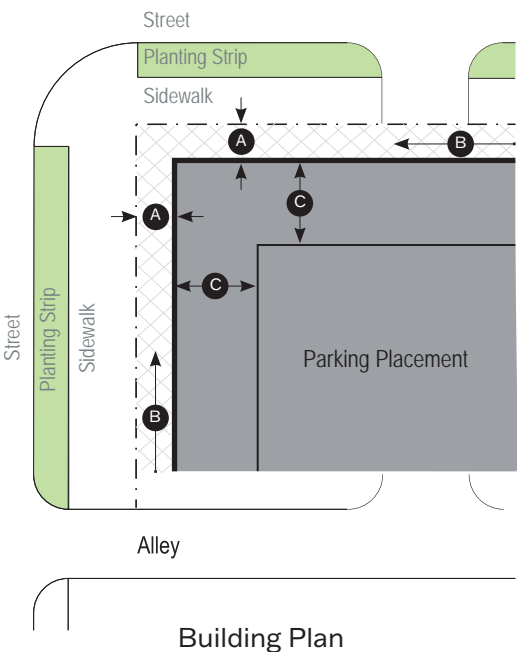 Street
Planting Strip
Sidewalk
A
B
A
C
C
Street
Planting Strip
Sidewalk
Parking Placement
B
Alley
Building Plan